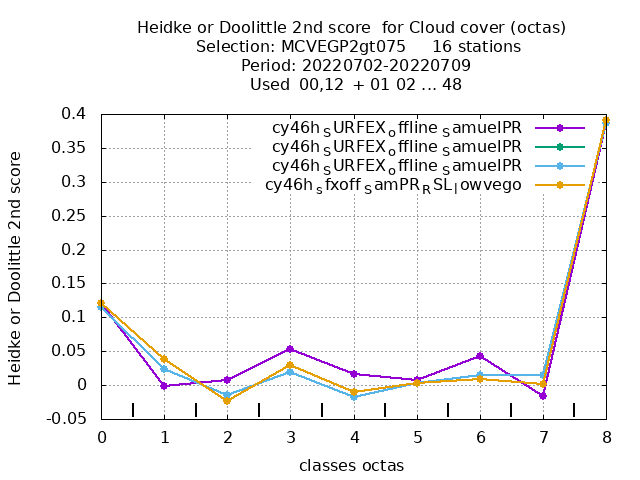 Heidke or Doolittle 2nd score  for Cloud cover (octas)
Selection: MCVEGP2gt075     16 stations
Period: 20220702-20220709
Used  00,12  + 01 02 ... 48
cy46h_SURFEX_offline_SamuelPR
cy46h_SURFEX_offline_SamuelPR
cy46h_SURFEX_offline_SamuelPR
cy46h_sfxoff_SamPR_RSL_lowvego
0.4
0.35
0.3
0.25
0.2
0.15
0.1
0.05
0
-0.05
Heidke or Doolittle 2nd score
0 1 2 3 4 5 6 7 8
classes octas